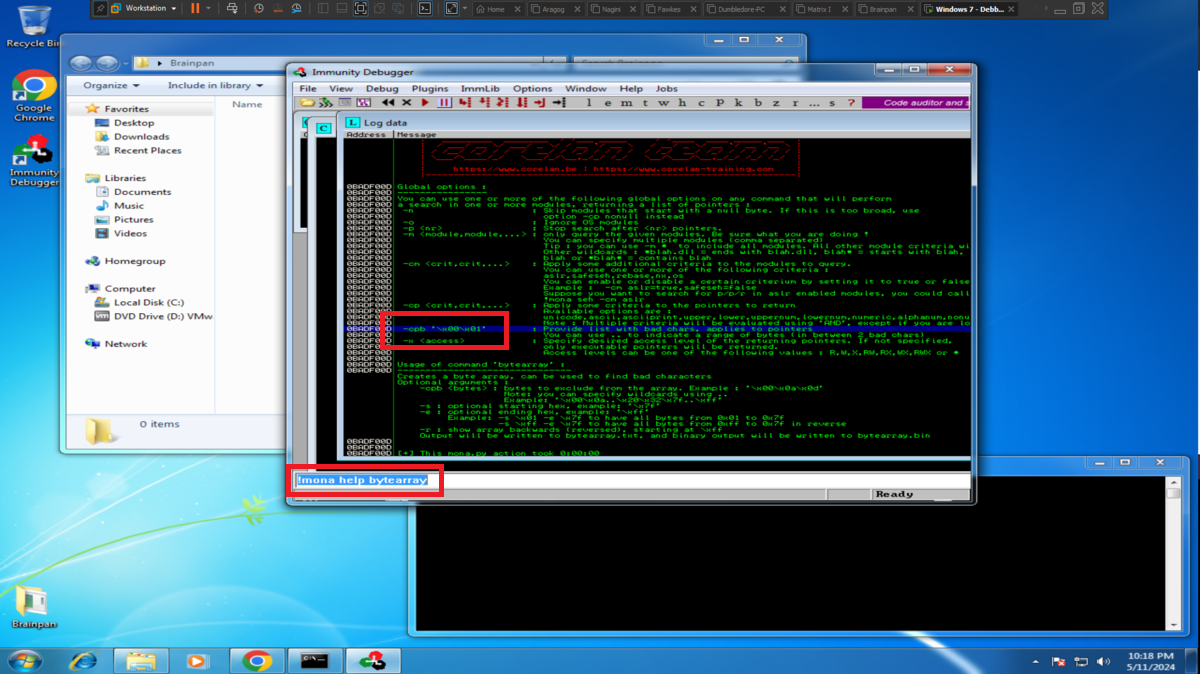 Workstation
Home
Aragog
Nagini
Fawkes
Dumbledore-PC
Matrix I
Brainpan
Windows 7 - Debb...
Recycle Bin
Google
Chrome
Immunity
Debugger
Brainpan
Search Brainpan
Organize
Include in library
Name
Favorites
Desktop
Downloads
Recent Places
Libraries
Documents
Music
Pictures
Videos
Homegroup
Computer
Local Disk (C:)
DVD Drive (D:) VMw
Network
0 items
Immunity Debugger
File View Debug Plugins ImmLib Options Window Help Jobs
l e m t w h c P k b z r ... s ?
Code auditor and s
Log data
Address Message
https://www.corelan.be | https://www.corelan-training.com
0BADF00D Global options :
0BADF00D ----------------
0BADF00D You can use one or more of the following global options on any command that will perform
0BADF00D a search in one or more modules, returning a list of pointers :
0BADF00D -n : Skip modules that start with a null byte. If this is too broad, use
0BADF00D option -cp nonull instead
0BADF00D -o : Ignore OS modules
0BADF00D -p <nr> : Stop search after <nr> pointers.
0BADF00D -m <module,module,...> : only query the given modules. Be sure what you are doing !
0BADF00D You can specify multiple modules (comma separated)
0BADF00D Tip : you can use -m * to include all modules. All other module criteria wi
0BADF00D Other wildcards : *blah.dll = ends with blah.dll, blah* = starts with blah,
0BADF00D blah or *blah* = contains blah
0BADF00D -cm <crit,crit,...> : Apply some additional criteria to the modules to query.
0BADF00D You can use one or more of the following criteria :
0BADF00D aslr,safeseh,rebase,nx,os
0BADF00D You can enable or disable a certain criterium by setting it to true or false
0BADF00D Example : -cm aslr=true,safeseh=false
0BADF00D Suppose you want to search for p/p/r in aslr enabled modules, you could call
0BADF00D !mona seh -cm aslr
0BADF00D -cp <crit,crit,...> : Apply some criteria to the pointers to return
0BADF00D Available options are :
0BADF00D unicode,ascii,asciiprint,upper,lower,uppernum,lowernum,numeric,alphanum,nonu
0BADF00D Note : Multiple criteria will be evaluated using 'AND', except if you are lo
0BADF00D -cpb '\x00\x01' : Provide list with bad chars, applies to pointers
0BADF00D You can use .. to indicate a range of bytes (in between 2 bad chars)
0BADF00D -x <access> : Specify desired access level of the returning pointers. If not specified,
0BADF00D only executable pointers will be returned.
0BADF00D Access levels can be one of the following values : R,W,X,RW,RX,WX,RWX or *
0BADF00D Usage of command 'bytearray' :
0BADF00D ------------------------------
0BADF00D Creates a byte array, can be used to find bad characters
Optional arguments :
-cpb <bytes> : bytes to exclude from the array. Example : '\x00\x0a\x0d'
Note: you can specify wildcards using ..
Example: '\x00\x0a..\x20\x32\x7f..\xff'
-s : optional starting hex, example: '\x7f'
-e : optional ending hex, example: '\xff'
Example: -s \x01 -e \x7f to have all bytes from 0x01 to 0x7f
-s \xff -e \x7f to have all bytes from 0xff to 0x7f in reverse
-r : show array backwards (reversed), starting at \xff
Output will be written to bytearray.txt, and binary output will be written to bytearray.bin
0BADF00D
0BADF00D
0BADF00D [+] This mona.py action took 0:00:00
!mona help bytearray
Ready
Brainpan
10:18 PM
5/11/2024